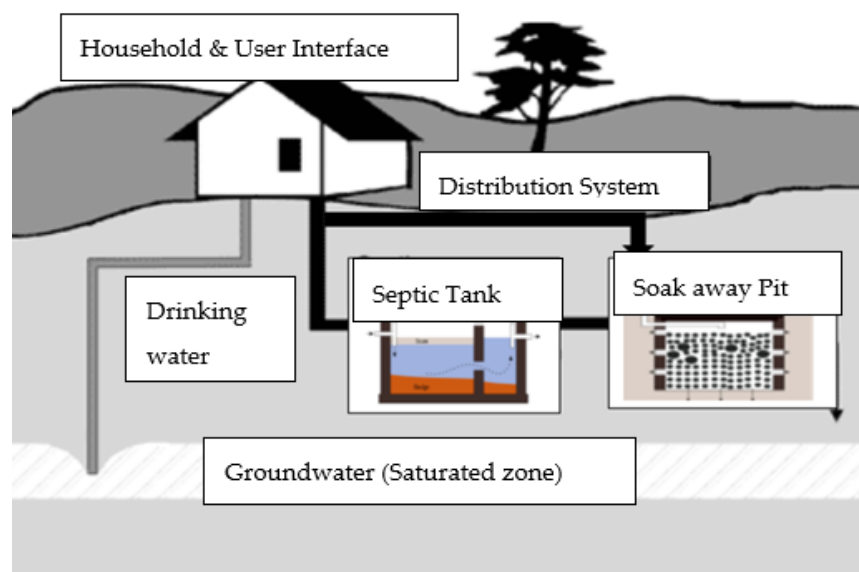 Household & User Interface
Distribution System
Septic Tank
Soak away Pit
Drinking
water
Groundwater (Saturated zone)